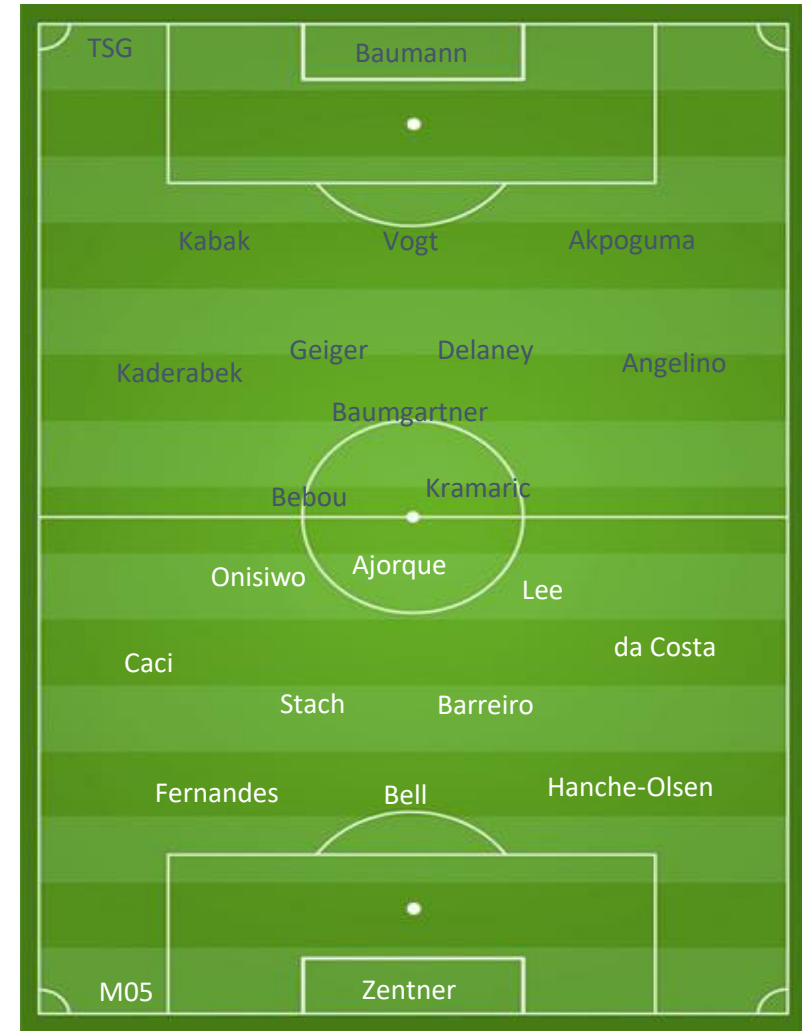 TSG
Baumann
Kabak Vogt Akpoguma
Geiger Delaney
Kaderabek Angelino
Baumgartner
Bebou Kramaric
Onisiwo Ajorque Lee
Caci da Costa
Stach Barreiro
Fernandes Bell Hanche-Olsen
M05 Zentner